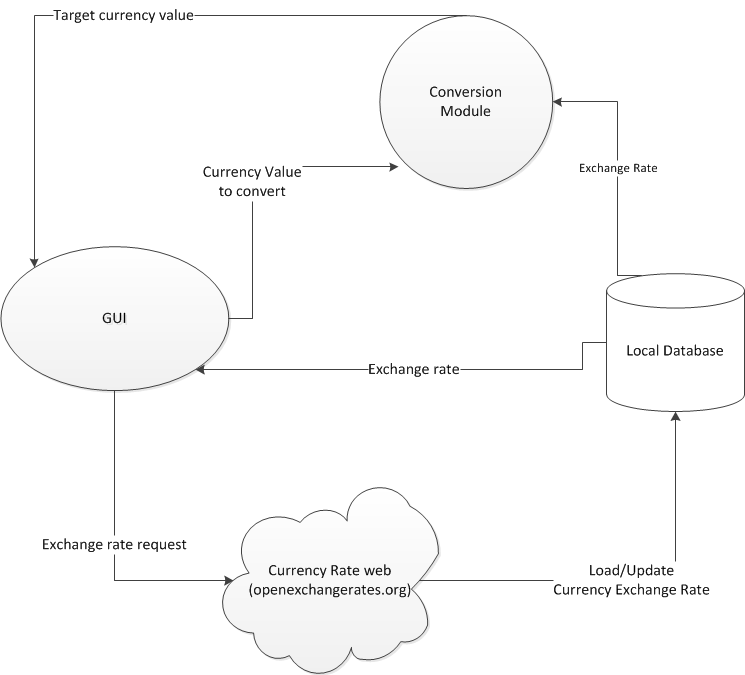 Target currency value
Conversion
Module
Exchange Rate
Currency Value
to convert
GUI
Local Database
Exchange rate
Exchange rate request
Currency Rate web
(openexchangerates.org)
Load/Update
Currency Exchange Rate